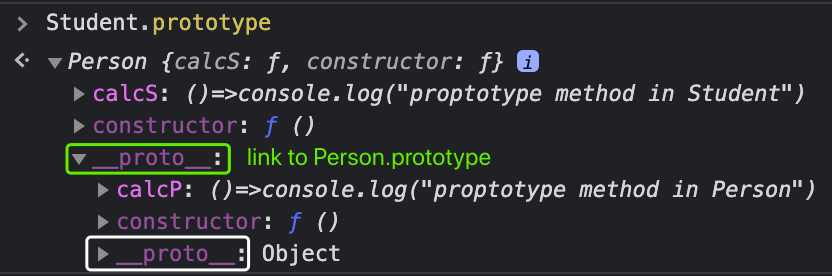 > Student.prototype
Person {calcS: ƒ, constructor: ƒ} i
calcS: ()=>console.log("proptotype method in Student")
constructor: ƒ ()
__proto__: link to Person.prototype
calcP: ()=>console.log("proptotype method in Person")
constructor: ƒ ()
__proto__: Object